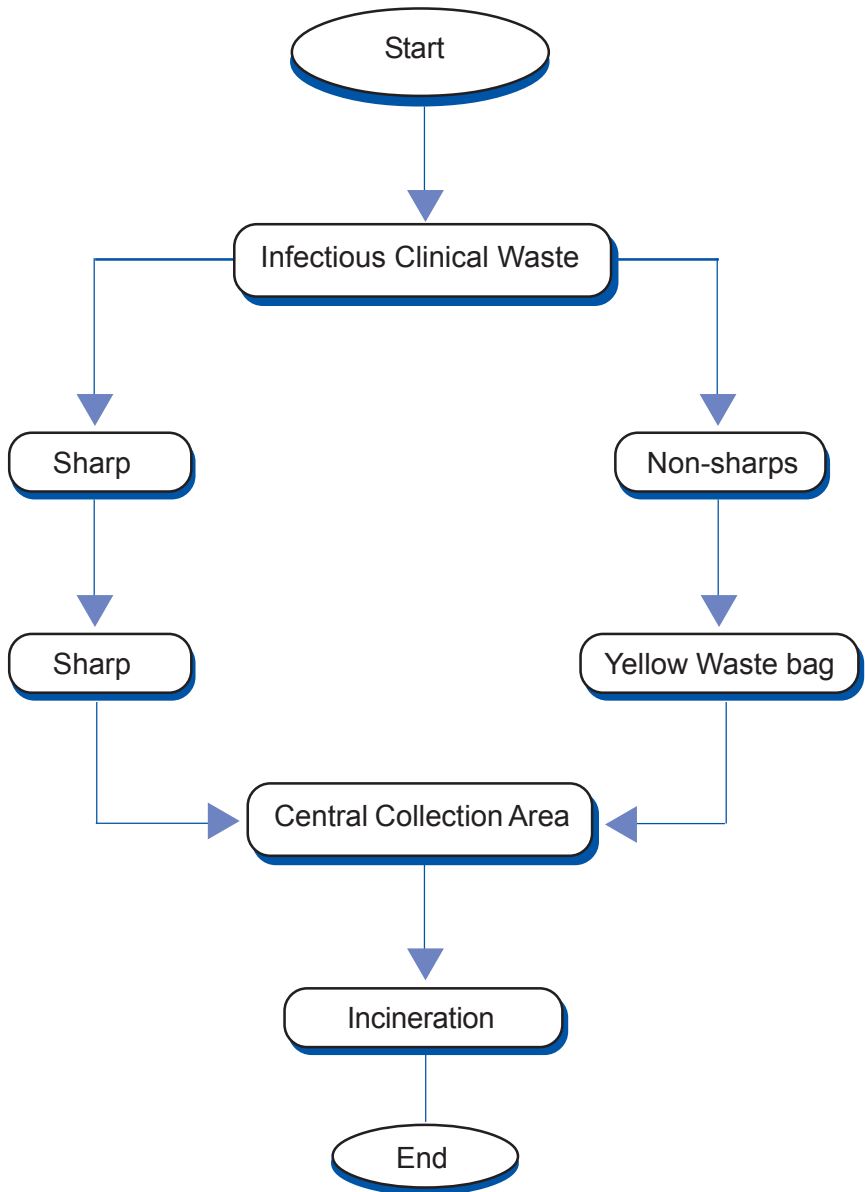 Start
Infectious Clinical Waste
Sharp
Non-sharps
Sharp
Yellow Waste bag
Central Collection Area
Incineration
End